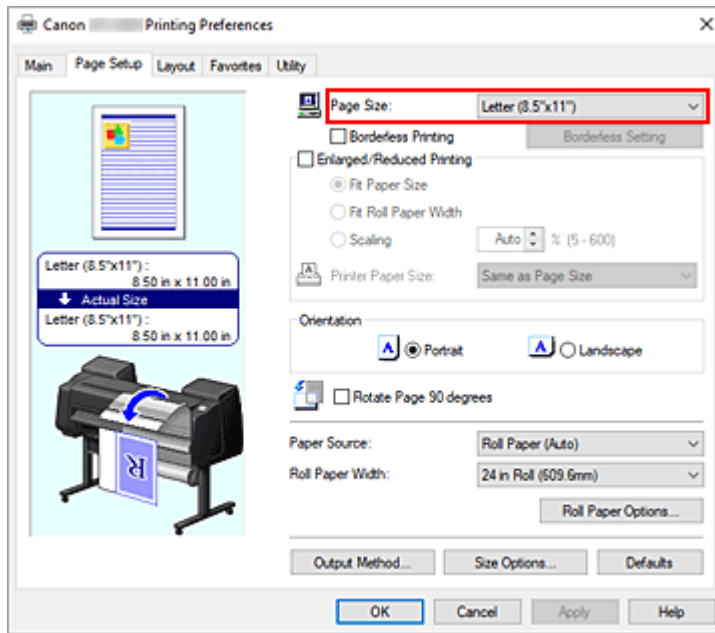 Canon Printing Preferences
Main Page Setup Layout Favorites Utility
Page Size: Letter (8.5"x11")
Borderless Printing Borderless Setting
Enlarged/Reduced Printing
Fit Paper Size
Fit Roll Paper Width
Scaling Auto % (5 - 600)
Printer Paper Size: Same as Page Size
Letter (8.5"x11") :
8.50 in x 11.00 in
Actual Size
Letter (8.5"x11") :
8.50 in x 11.00 in
Orientation
A Portrait A Landscape
Rotate Page 90 degrees
Paper Source: Roll Paper (Auto)
Roll Paper Width: 24 in Roll (609.6mm)
Roll Paper Options...
R
Output Method... Size Options... Defaults
OK Cancel Apply Help